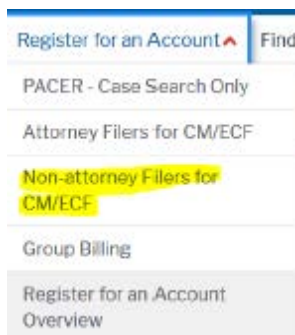 Register for an Account Find
PACER - Case Search Only
Attorney Filers for CM/ECF
Non-attorney Filers for
CM/ECF
Group Billing
Register for an Account
Overview